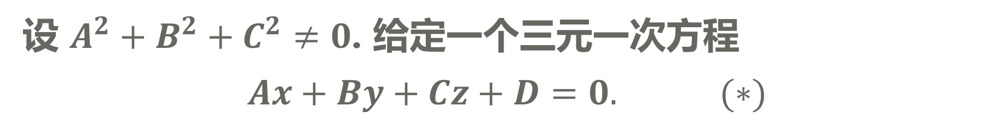 设 A² + B² + C² ≠ 0. 给定一个三元一次方程
Ax + By + Cz + D = 0. (∗)